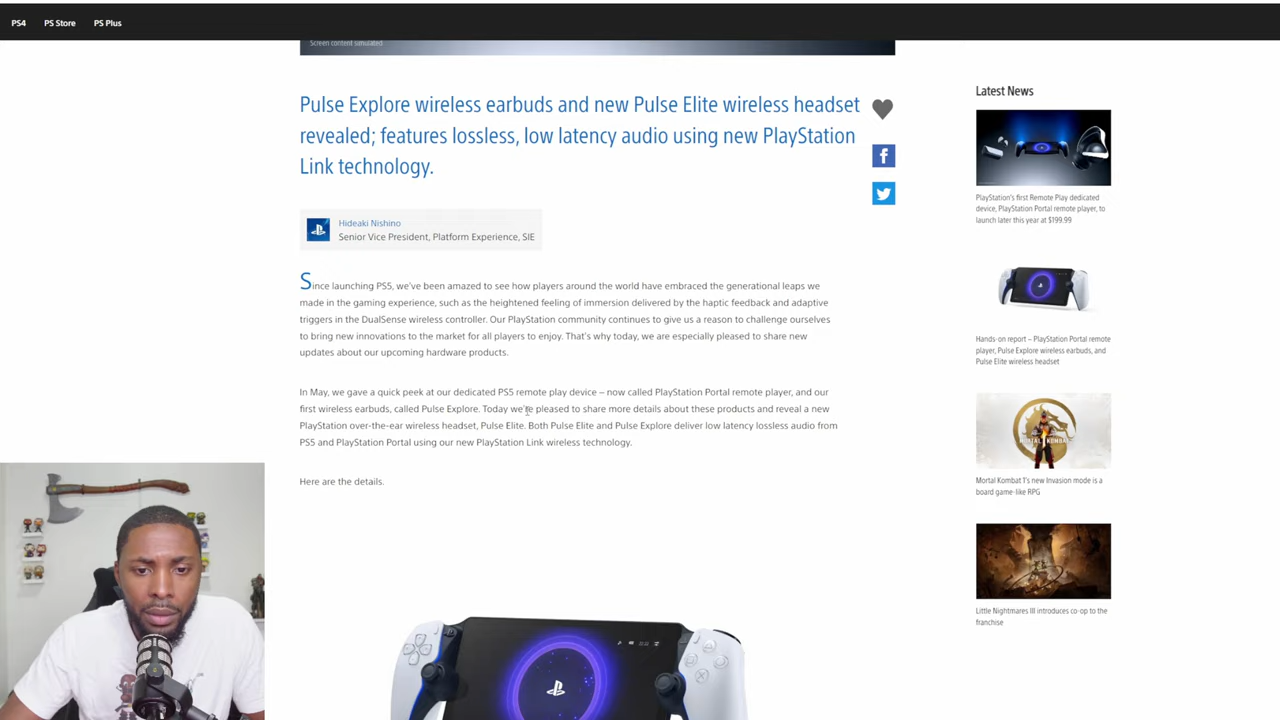 PS4 PS Store PS Plus
Screen content simulated
Pulse Explore wireless earbuds and new Pulse Elite wireless headset
revealed; features lossless, low latency audio using new PlayStation
Link technology.
Hideaki Nishino
Senior Vice President, Platform Experience, SIE
Since launching PS5, we've been amazed to see how players around the world have embraced the generational leaps we
made in the gaming experience, such as the heightened feeling of immersion delivered by the haptic feedback and adaptive
triggers in the DualSense wireless controller. Our PlayStation community continues to give us a reason to challenge ourselves
to bring new innovations to the market for all players to enjoy. That's why today, we are especially pleased to share new
updates about our upcoming hardware products.
In May, we gave a quick peek at our dedicated PS5 remote play device – now called PlayStation Portal remote player, and our
first wireless earbuds, called Pulse Explore. Today we're pleased to share more details about these products and reveal a new
PlayStation over-the-ear wireless headset, Pulse Elite. Both Pulse Elite and Pulse Explore deliver low latency lossless audio from
PS5 and PlayStation Portal using our new PlayStation Link wireless technology.
Here are the details.
Latest News
PlayStation's first Remote Play dedicated
device, PlayStation Portal remote player, to
launch later this year at $199.99
Hands-on report – PlayStation Portal remote
player, Pulse Explore wireless earbuds, and
Pulse Elite wireless headset
MORTAL KOMBAT
Mortal Kombat 1's new Invasion mode is a
board game-like RPG
Little Nightmares III introduces co-op to the
franchise